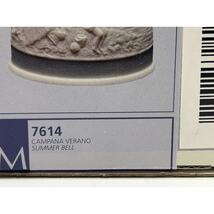 M
7614
CAMPANA VERANO
SUMMER BELL